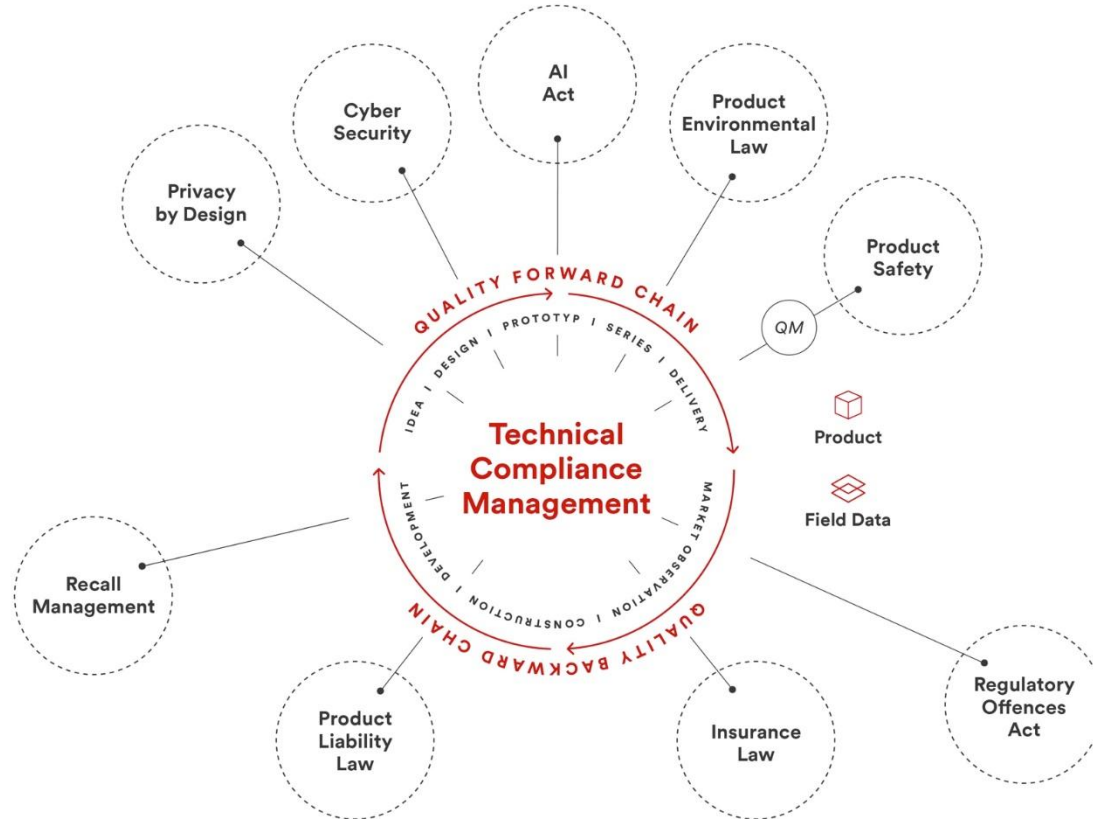 AI
Act
Cyber
Security
Product
Environmental
Law
Privacy
by Design
Product
Safety
QM
QUALITY FORWARD CHAIN
IDEA I DESIGN I PROTOTYP I SERIES I DELIVERY
Technical
Compliance
Management
Product
Field Data
MARKET OBSERVATION I CONSTRUCTION I DEVELOPMENT
QUALITY BACKWARD CHAIN
Recall
Management
Product
Liability
Law
Insurance
Law
Regulatory
Offences
Act